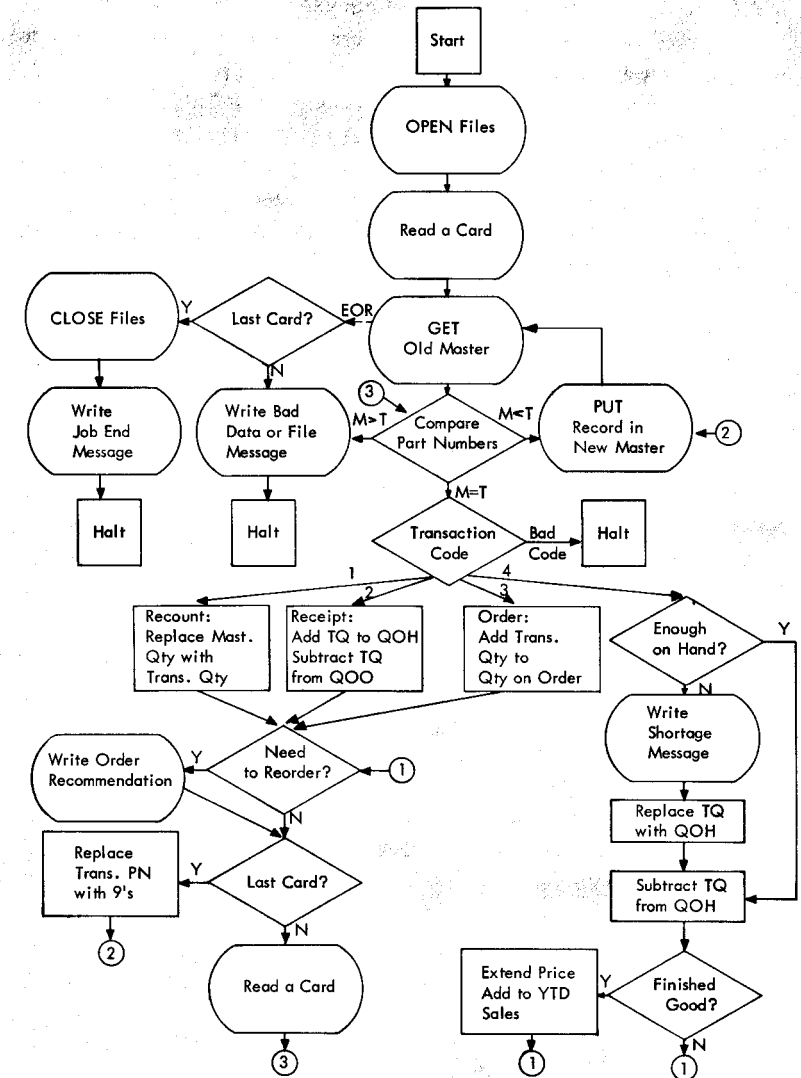 Start
OPEN Files
Read a Card
CLOSE Files
Y
Last Card?
EOR
GET
Old Master
N
Write
Job End
Message
Write Bad
Data or File
Message
M>T
3
Compare
Part Numbers
M<T
PUT
Record in
New Master
2
M=T
Halt
Halt
Transaction
Code
Bad
Code
Halt
1
2
3
4
Recount:
Replace Mast.
Qty with
Trans. Qty
Receipt:
Add TQ to QOH
Subtract TQ
from QOO
Order:
Add Trans.
Qty to
Qty on Order
Enough
on Hand?
Y
N
Write
Shortage
Message
Write Order
Recommendation
Y
Need
to Reorder?
1
N
Replace TQ
with QOH
Replace
Trans. PN
with 9's
Y
Last Card?
N
Subtract TQ
from QOH
2
Read a Card
Extend Price
Add to YTD
Sales
Y
Finished
Good?
N
3
1
1